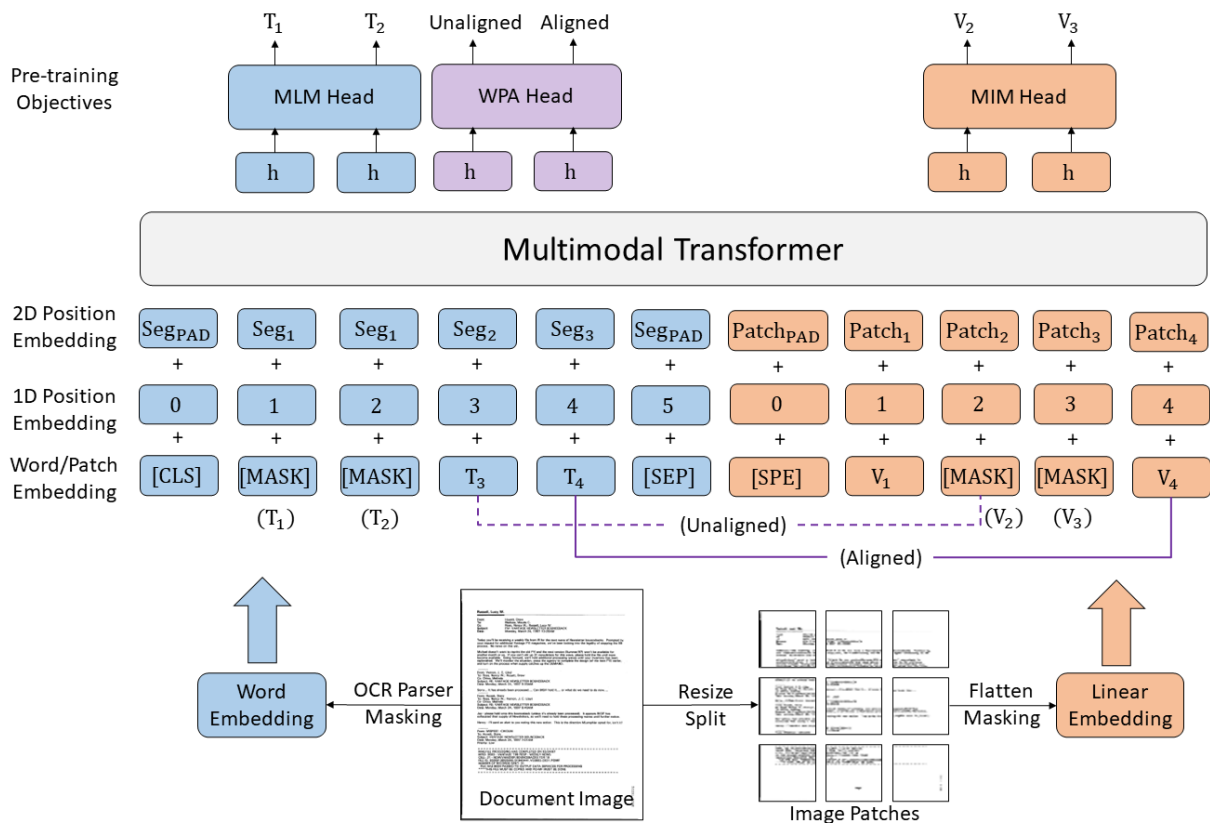 T₁ T₂ Unaligned Aligned V₂ V₃
Pre-training
Objectives
MLM Head WPA Head MIM Head
h h h h h h
Multimodal Transformer
2D Position
Embedding
Seg_PAD Seg₁ Seg₁ Seg₂ Seg₃ Seg_PAD Patch_PAD Patch₁ Patch₂ Patch₃ Patch₄
+ + + + + + + + + + +
1D Position
Embedding
0 1 2 3 4 5 0 1 2 3 4
+ + + + + + + + + + +
Word/Patch
Embedding
[CLS] [MASK] [MASK] T₃ T₄ [SEP] [SPE] V₁ [MASK] [MASK] V₄
(T₁) (T₂) (Unaligned) (V₂) (V₃)
(Aligned)
Word
Embedding
OCR Parser
Masking
Document Image
Resize
Split
Image Patches
Flatten
Masking
Linear
Embedding